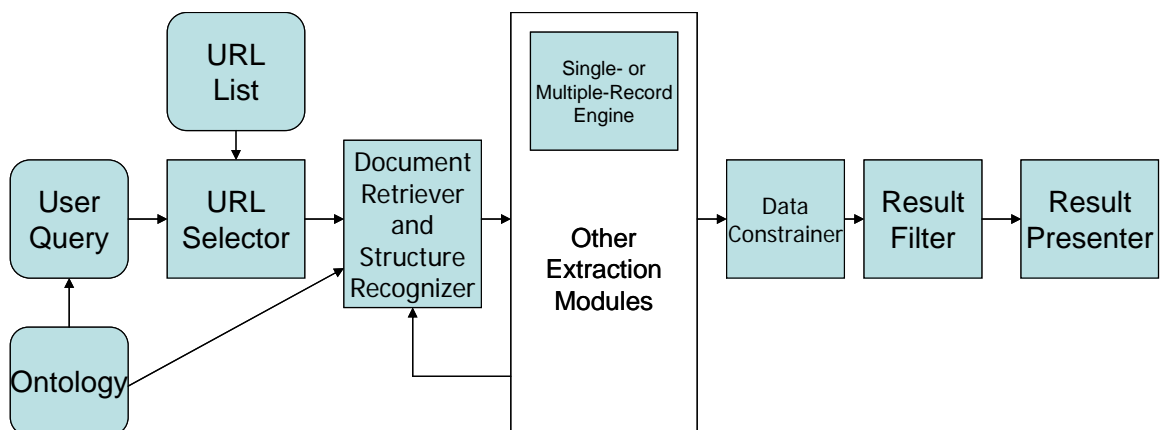 URL
List
Single- or
Multiple-Record
Engine
User
Query
URL
Selector
Document
Retriever
and
Structure
Recognizer
Other
Extraction
Modules
Data
Constrainer
Result
Filter
Result
Presenter
Ontology